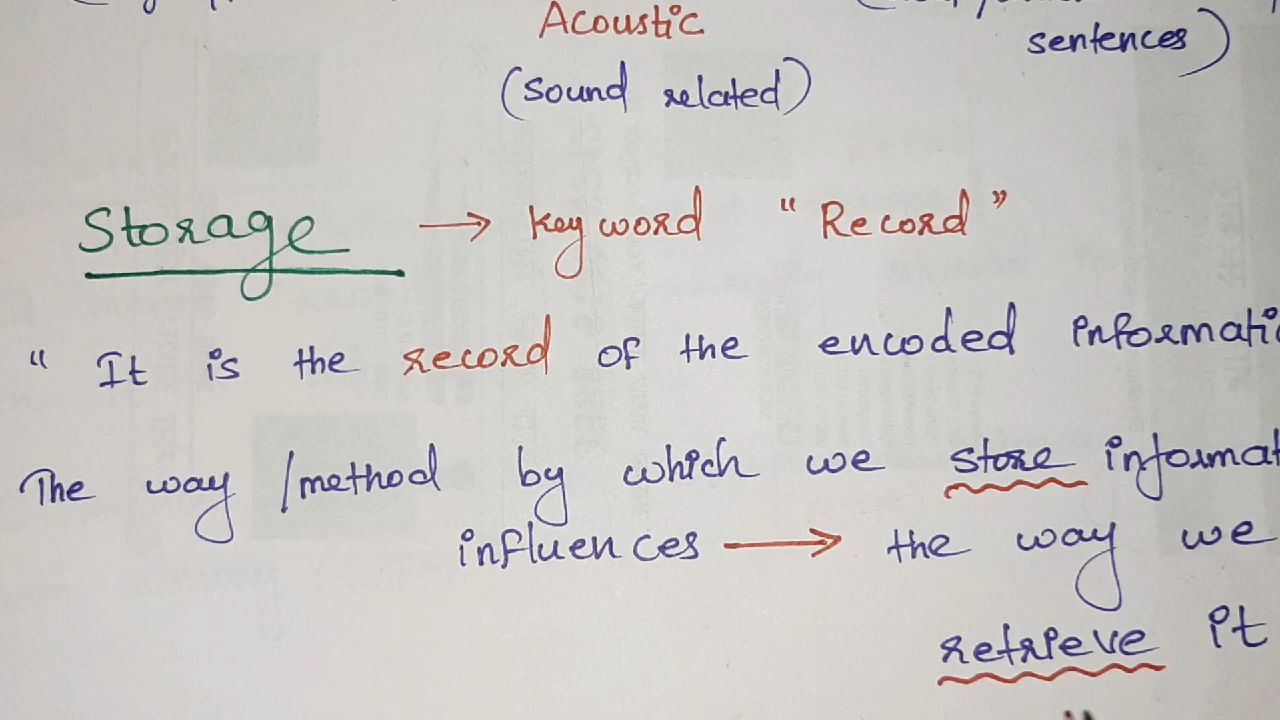 Acoustic
sentences)
(sound related)
Storage → keyword "Record"
" It is the record of the encoded informati
The way /method by which we store informat
influences → the way we
retrieve it
"